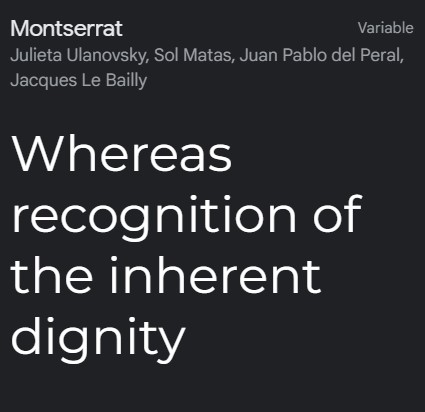 Montserrat Variable
Julieta Ulanovsky, Sol Matas, Juan Pablo del Peral,
Jacques Le Bailly
Whereas
recognition of
the inherent
dignity